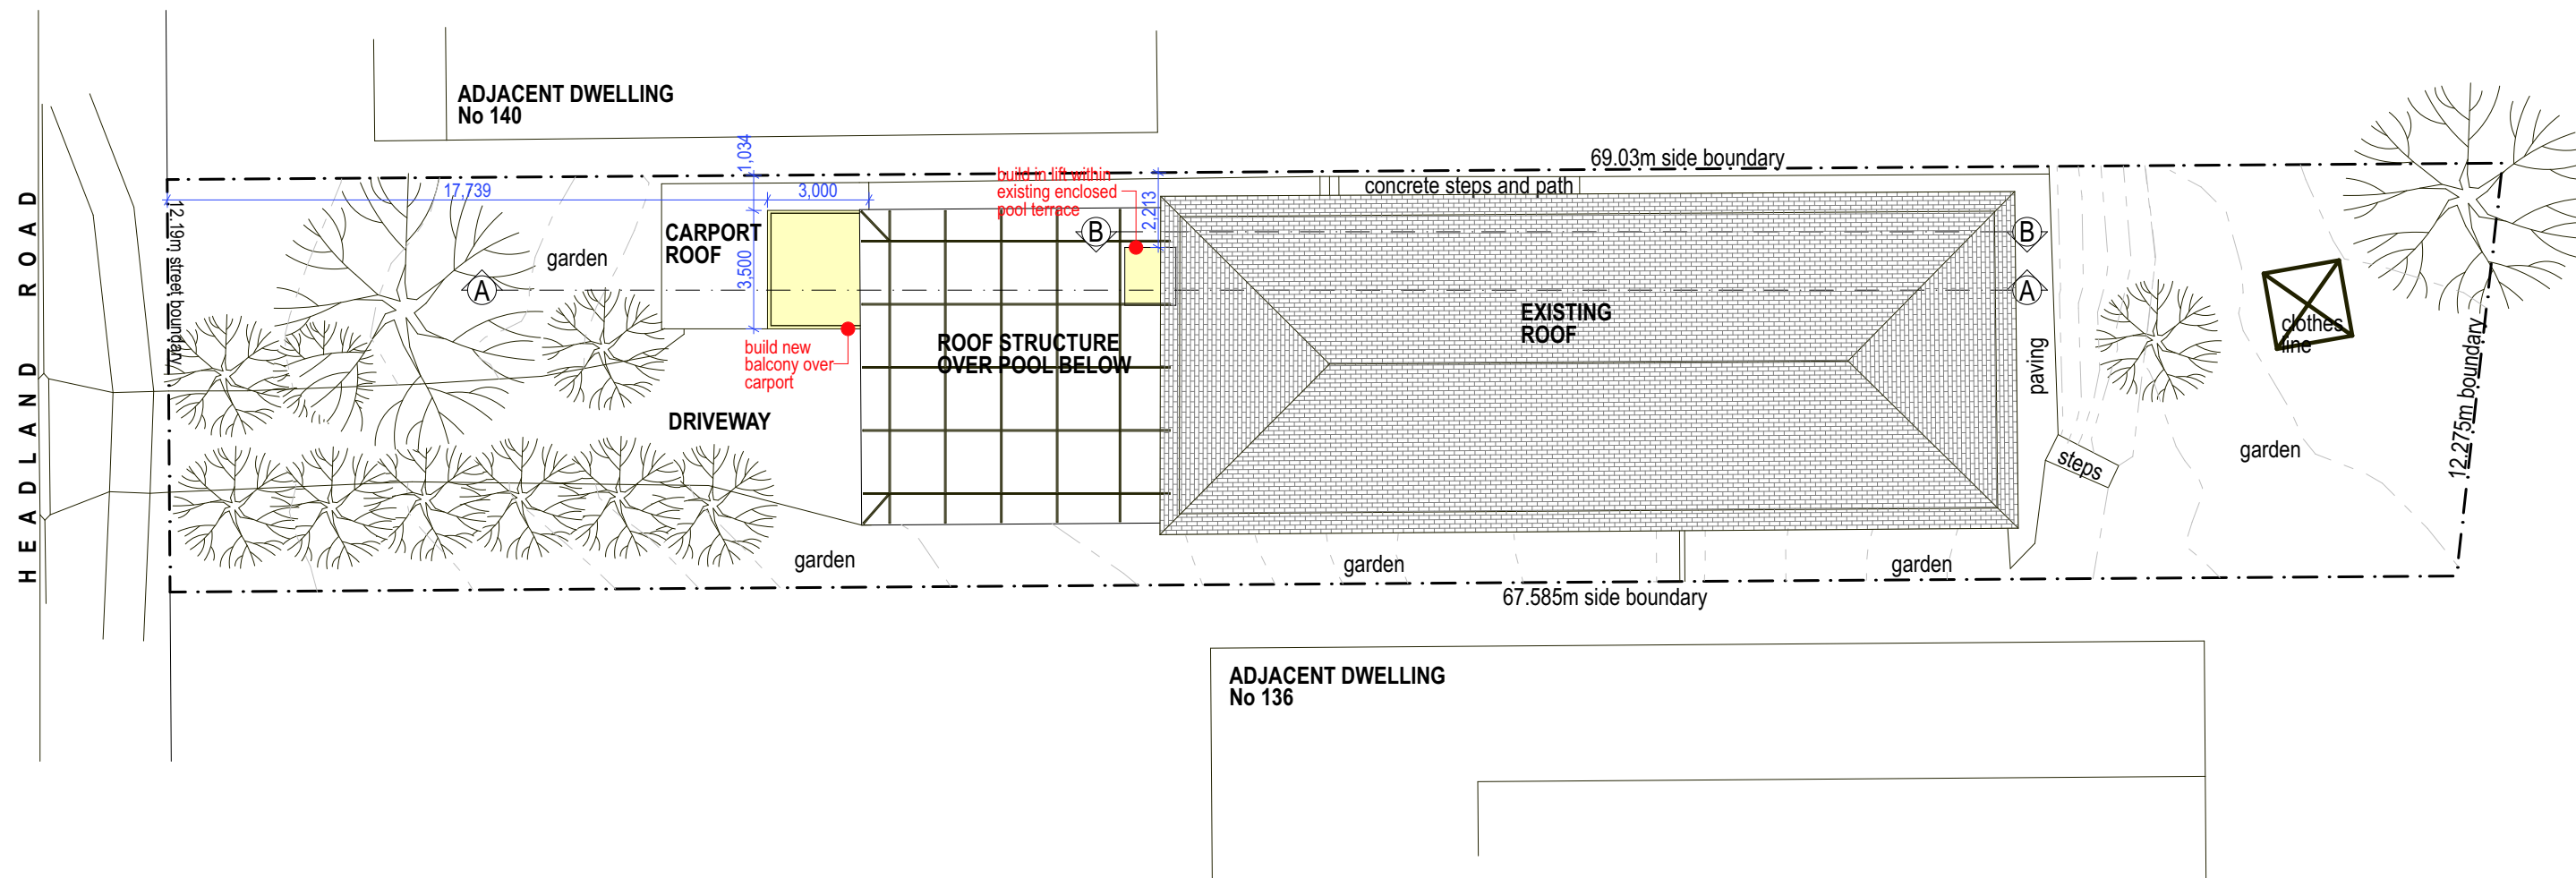 HEADLAND ROAD
ADJACENT DWELLING
No 140
1,034
69.03m side boundary
17,739
3,000
build in lift within
existing enclosed
pool terrace
concrete steps and path
12.19m street boundary
2,213
CARPORT
ROOF
B
B
garden
3,500
A
A
EXISTING
ROOF
clothes
line
build new
balcony over
carport
ROOF STRUCTURE
OVER POOL BELOW
paving
12.275m boundary
DRIVEWAY
steps
garden
garden
garden
garden
67.585m side boundary
ADJACENT DWELLING
No 136